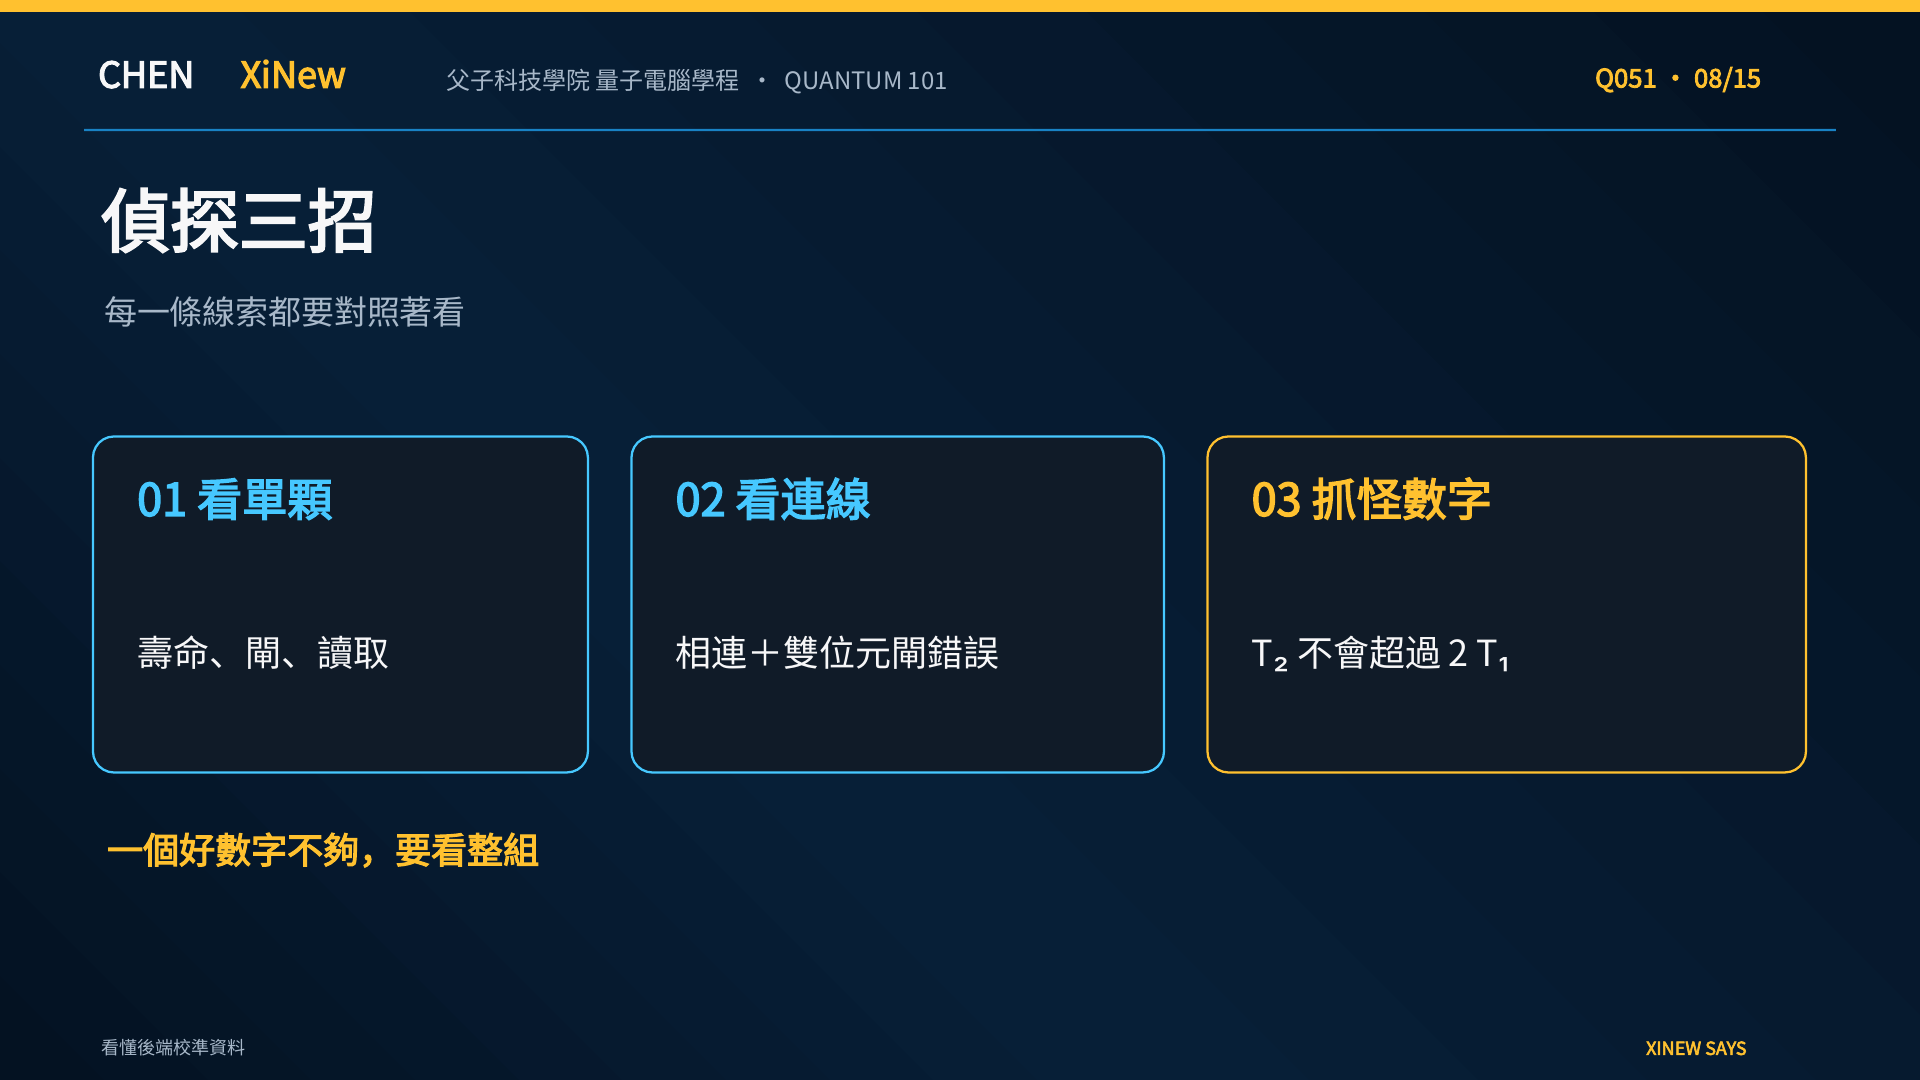 CHEN XiNew 父子科技學院 量子電腦學程 · QUANTUM 101 Q051 · 08/15
偵探三招
每一條線索都要對照著看
01 看單顆
壽命、閘、讀取
02 看連線
相連＋雙位元閘錯誤
03 抓怪數字
T₂ 不會超過 2 T₁
一個好數字不夠，要看整組
看懂後端校準資料
XINEW SAYS